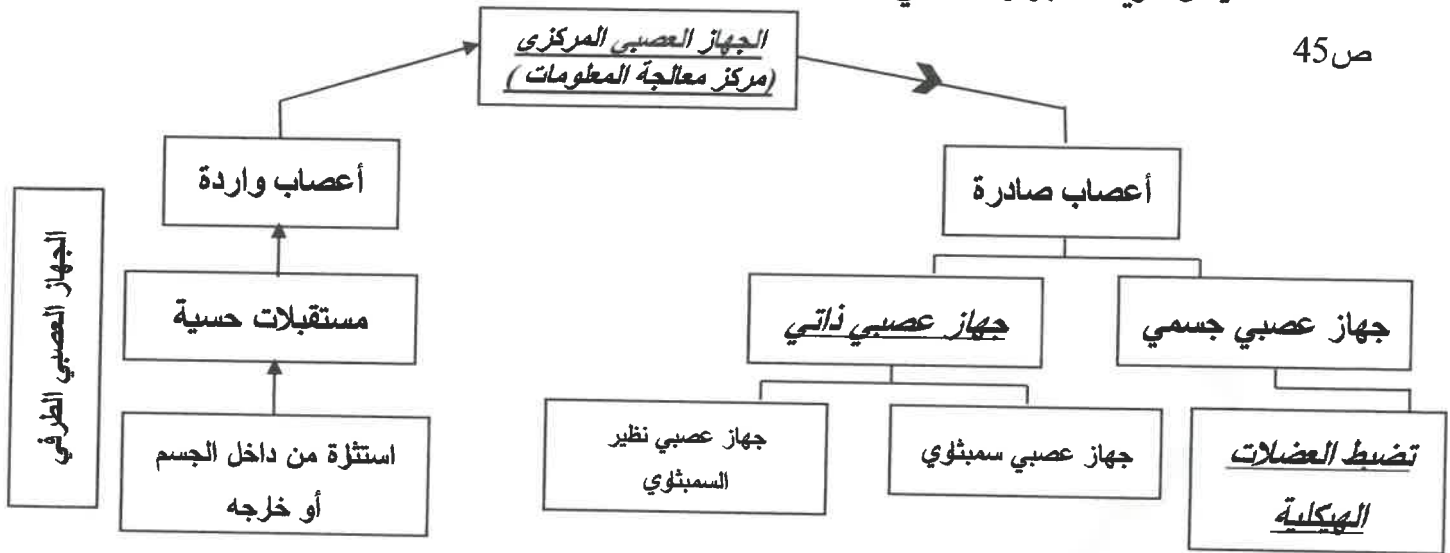 ص45
الجهاز العصبي المركزي
(مركز معالجة المعلومات)
أعصاب واردة
أعصاب صادرة
الجهاز العصبي الطرفي
مستقبلات حسية
جهاز عصبي ذاتي
جهاز عصبي جسمي
استثارة من داخل الجسم
أو خارجه
جهاز عصبي نظير
السمبثاوي
جهاز عصبي سمبثاوي
تضبط العضلات
الهيكلية